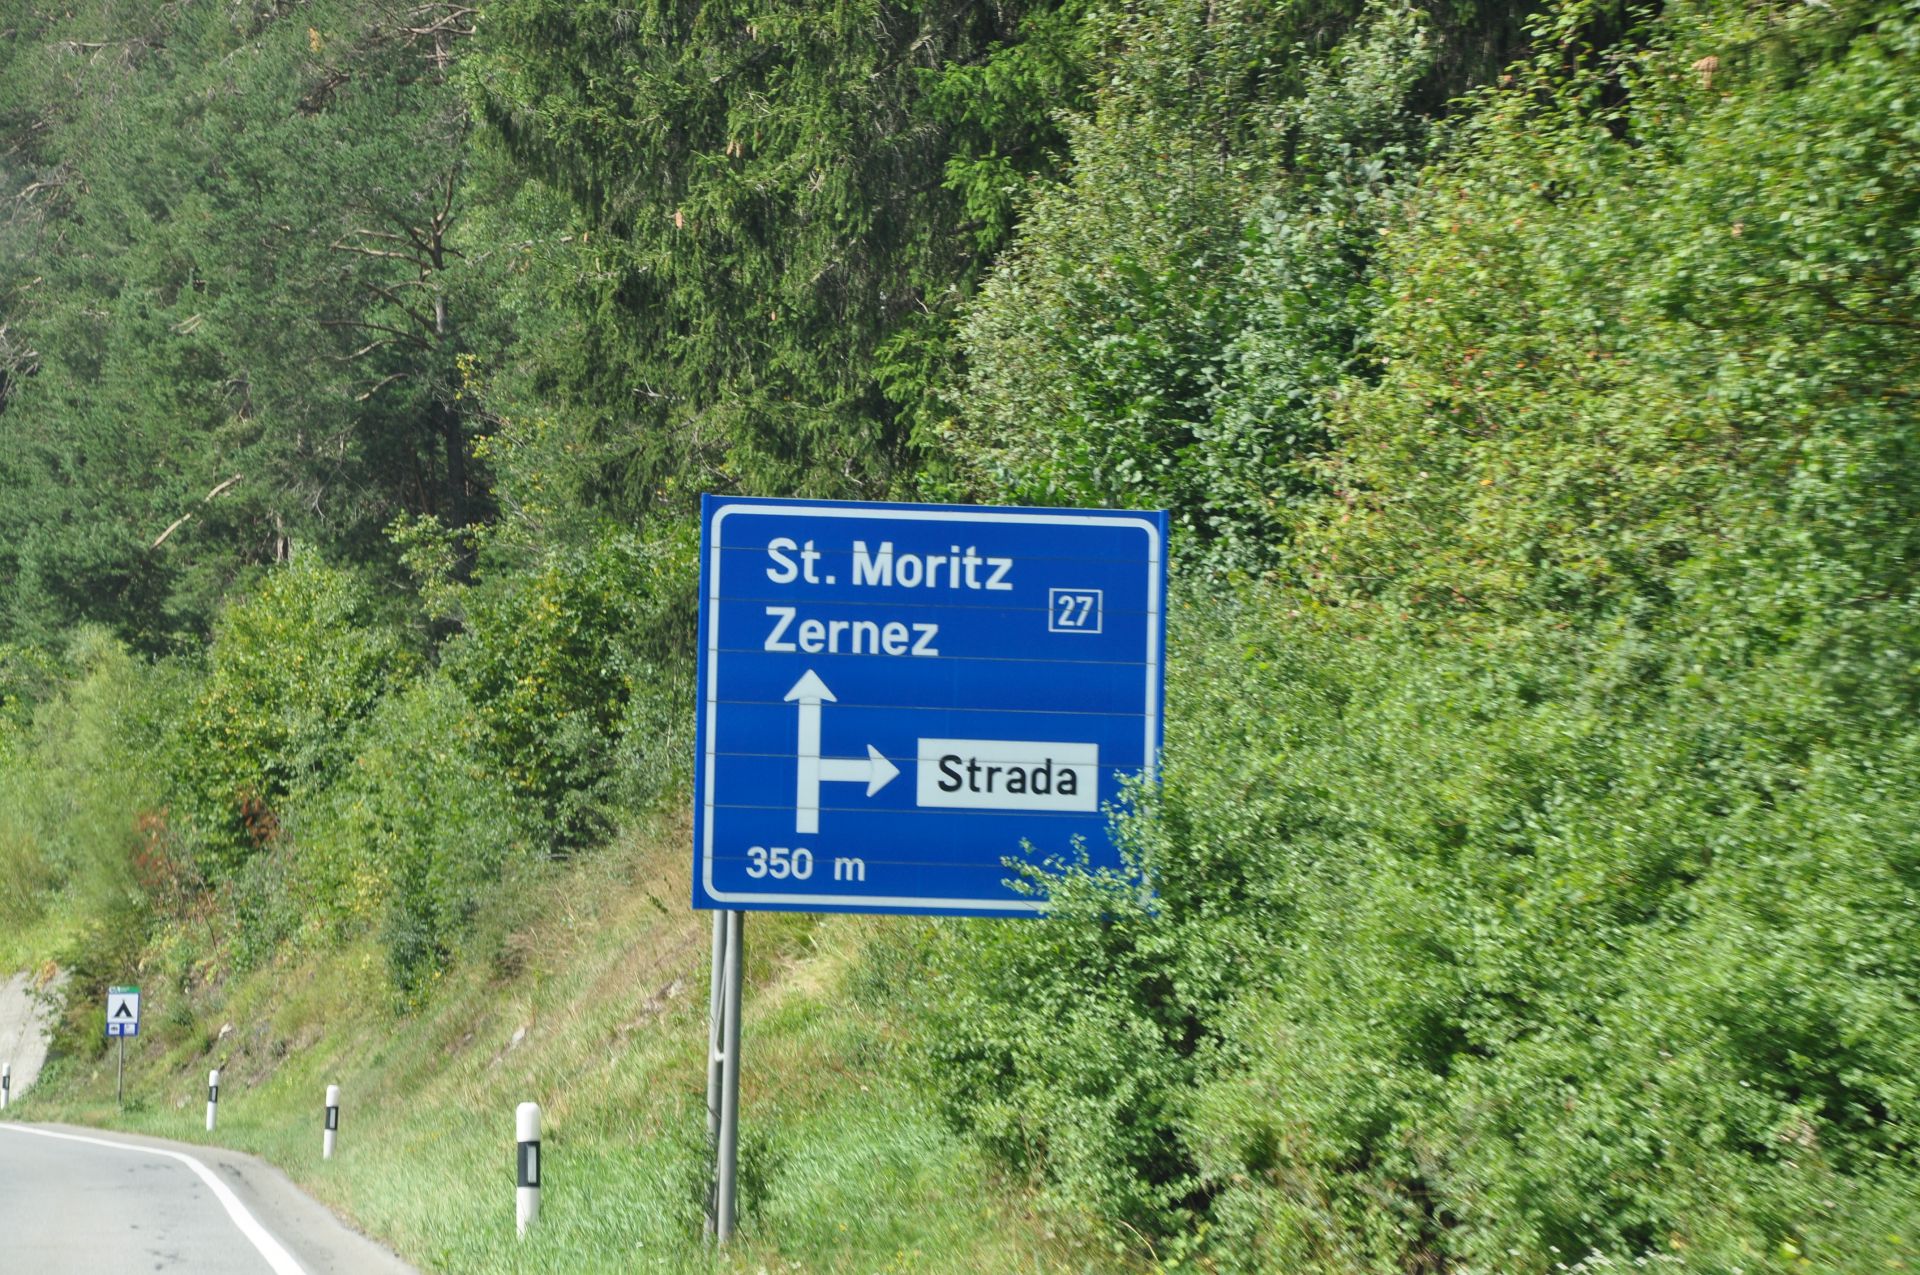 St. Moritz
Zernez
27
Strada
350 m